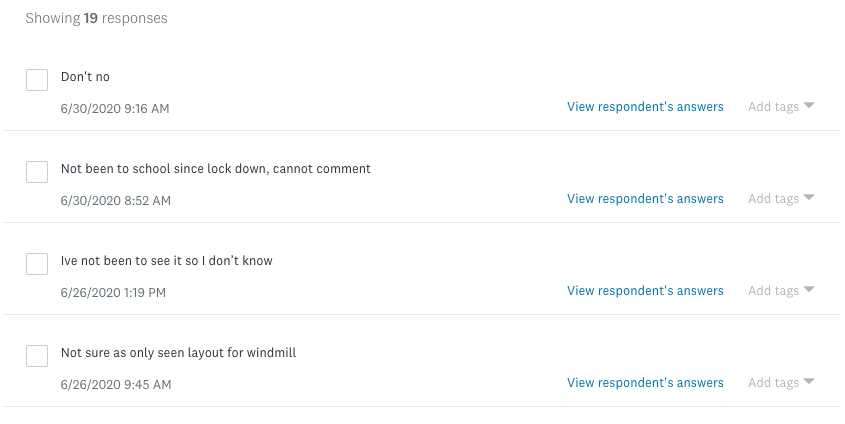 Showing 19 responses
Don't no
6/30/2020 9:16 AM
View respondent's answers
Add tags
Not been to school since lock down, cannot comment
6/30/2020 8:52 AM
View respondent's answers
Add tags
Ive not been to see it so I don't know
6/26/2020 1:19 PM
View respondent's answers
Add tags
Not sure as only seen layout for windmill
6/26/2020 9:45 AM
View respondent's answers
Add tags